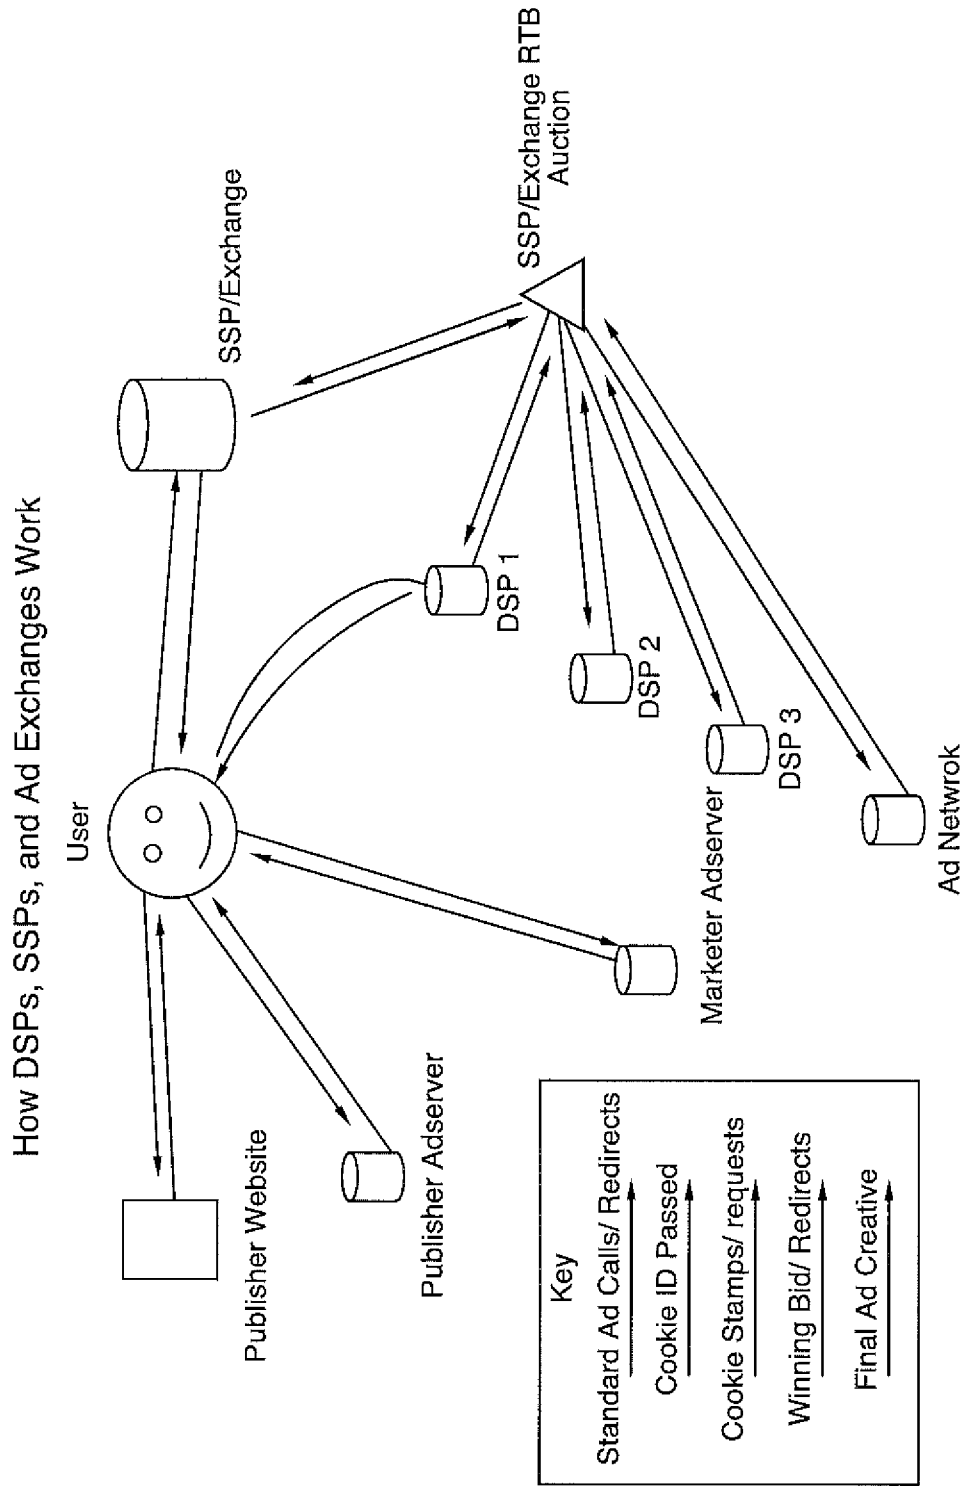 How DSPs, SSPs, and Ad Exchanges Work
User
SSP/Exchange
Publisher Website
Publisher Adserver
DSP 1
SSP/Exchange RTB
Auction
DSP 2
Marketer Adserver
DSP 3
Ad Netwrok
Key
Standard Ad Calls/ Redirects
Cookie ID Passed
Cookie Stamps/ requests
Winning Bid/ Redirects
Final Ad Creative